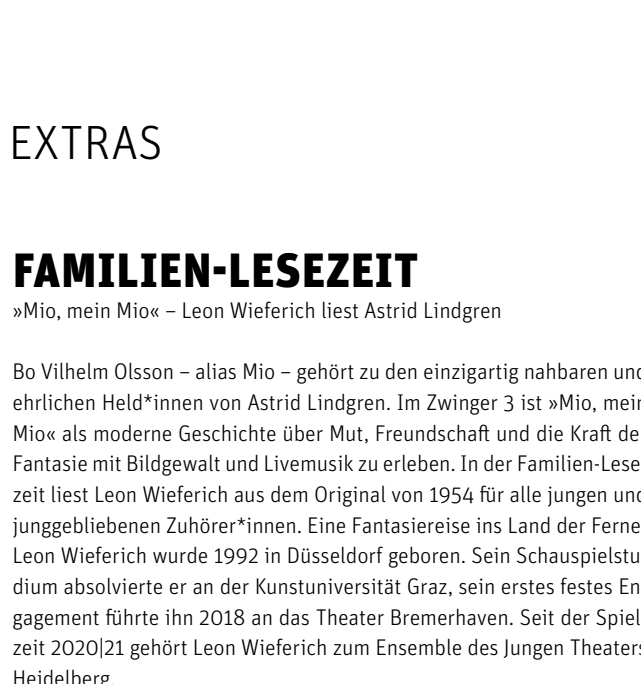 EXTRAS
FAMILIEN-LESEZEIT
»Mio, mein Mio« – Leon Wieferich liest Astrid Lindgren
Bo Vilhelm Olsson – alias Mio – gehört zu den einzigartig nahbaren und
ehrlichen Held*innen von Astrid Lindgren. Im Zwinger 3 ist »Mio, mein
Mio« als moderne Geschichte über Mut, Freundschaft und die Kraft de
Fantasie mit Bildgewalt und Livemusik zu erleben. In der Familien-Lese
zeit liest Leon Wieferich aus dem Original von 1954 für alle jungen und
junggebliebenen Zuhörer*innen. Eine Fantasiereise ins Land der Ferne
Leon Wieferich wurde 1992 in Düsseldorf geboren. Sein Schauspielstu
dium absolvierte er an der Kunstuniversität Graz, sein erstes festes En
gagement führte ihn 2018 an das Theater Bremerhaven. Seit der Spiel
zeit 2020|21 gehört Leon Wieferich zum Ensemble des Jungen Theaters
Heidelberg.